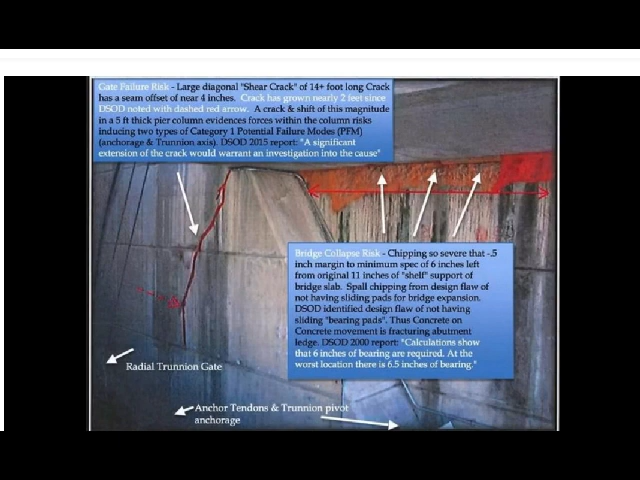 Gate Failure Risk - Large diagonal "Shear Crack" of 14+ foot long Crack
has a seam offset of near 4 inches. Crack has grown nearly 2 feet since
DSOD noted with dashed red arrow. A crack & shift of this magnitude
in a 5 ft thick pier column evidences forces within the column risks
inducing two types of Category 1 Potential Failure Modes (PFM)
(anchorage & Trunnion axis). DSOD 2015 report: "A significant
extension of the crack would warrant an investigation into the cause"
Bridge Collapse Risk - Chipping so severe that -.5
inch margin to minimum spec of 6 inches left
from original 11 inches of "shelf" support of
bridge slab. Spall chipping from design flaw of
not having sliding pads for bridge expansion.
DSOD identified design flaw of not having
sliding "bearing pads". Thus Concrete on
Concrete movement is fracturing abutment
ledge. DSOD 2000 report: "Calculations show
that 6 inches of bearing are required. At the
worst location there is 6.5 inches of bearing."
Radial Trunnion Gate
Anchor Tendons & Trunnion pivot
anchorage